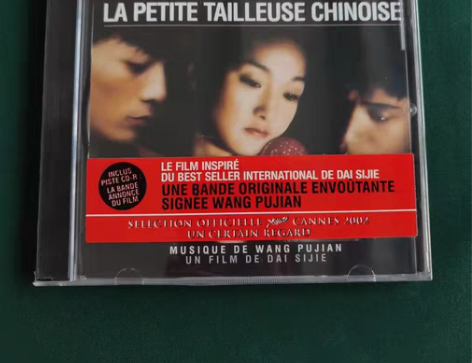 LA PETITE TAILLEUSE CHINOISE
INCLUS
PISTE CD-R
LA BANDE
ANNONCE
DU FILM
LE FILM INSPIRÉ
DU BEST SELLER INTERNATIONAL DE DAI SIJIE
UNE BANDE ORIGINALE ENVOUTANTE
SIGNÉE WANG PUJIAN
SELECTION OFFICIELLE CANNES 2002
UN CERTAIN REGARD
MUSIQUE DE WANG PUJIAN
UN FILM DE DAI SIJIE